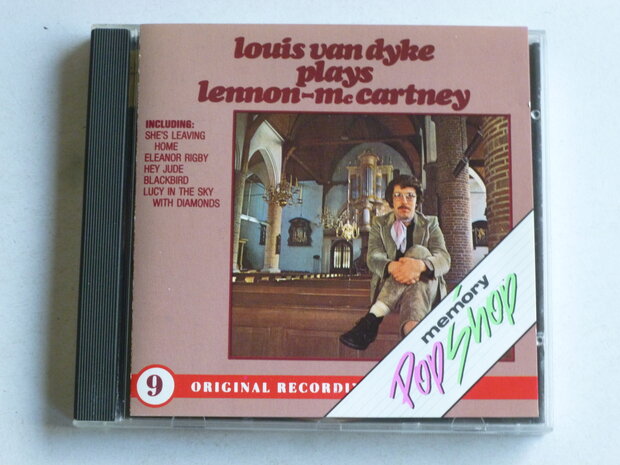 louis van dyke
plays
lennon-mc cartney
INCLUDING:
SHE'S LEAVING
HOME
ELEANOR RIGBY
HEY JUDE
BLACKBIRD
LUCY IN THE SKY
WITH DIAMONDS
memory
Pop Shop
9 ORIGINAL